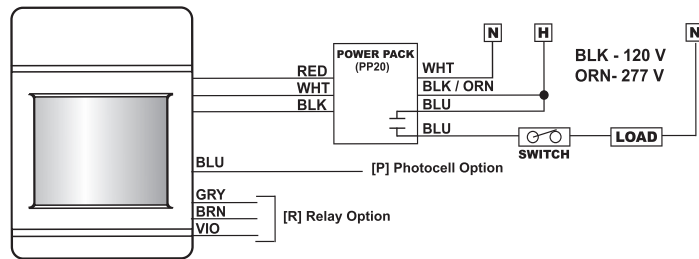 N
H
N
POWER PACK
(PP20)
BLK - 120 V
ORN- 277 V
RED
WHT
WHT
BLK / ORN
BLK
BLU
BLU
SWITCH
LOAD
BLU
[P] Photocell Option
GRY
BRN
[R] Relay Option
VIO